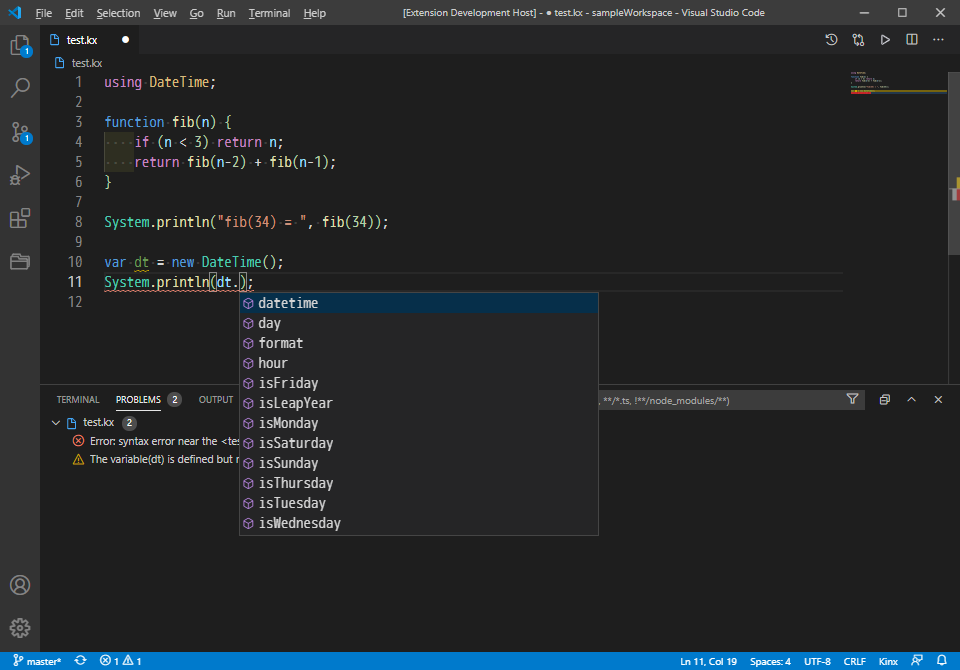 File Edit Selection View Go Run Terminal Help [Extension Development Host] - ● test.kx - sampleWorkspace - Visual Studio Code
test.kx ●
test.kx
1 using DateTime;
2
3 function fib(n) {
4 ····if (n < 3) return n;
5 ····return fib(n-2) + fib(n-1);
6 }
7
8 System.println("fib(34) = ", fib(34));
9
10 var dt = new DateTime();
11 System.println(dt.);
12
datetime
day
format
hour
isFriday
isLeapYear
isMonday
isSaturday
isSunday
isThursday
isTuesday
isWednesday
TERMINAL PROBLEMS 2 OUTPUT , **/*.ts, !**/node_modules/**)
test.kx 2
Error: syntax error near the
The variable(dt) is defined but
1
1
master* 1 1 Ln 11, Col 19 Spaces: 4 UTF-8 CRLF Kinx